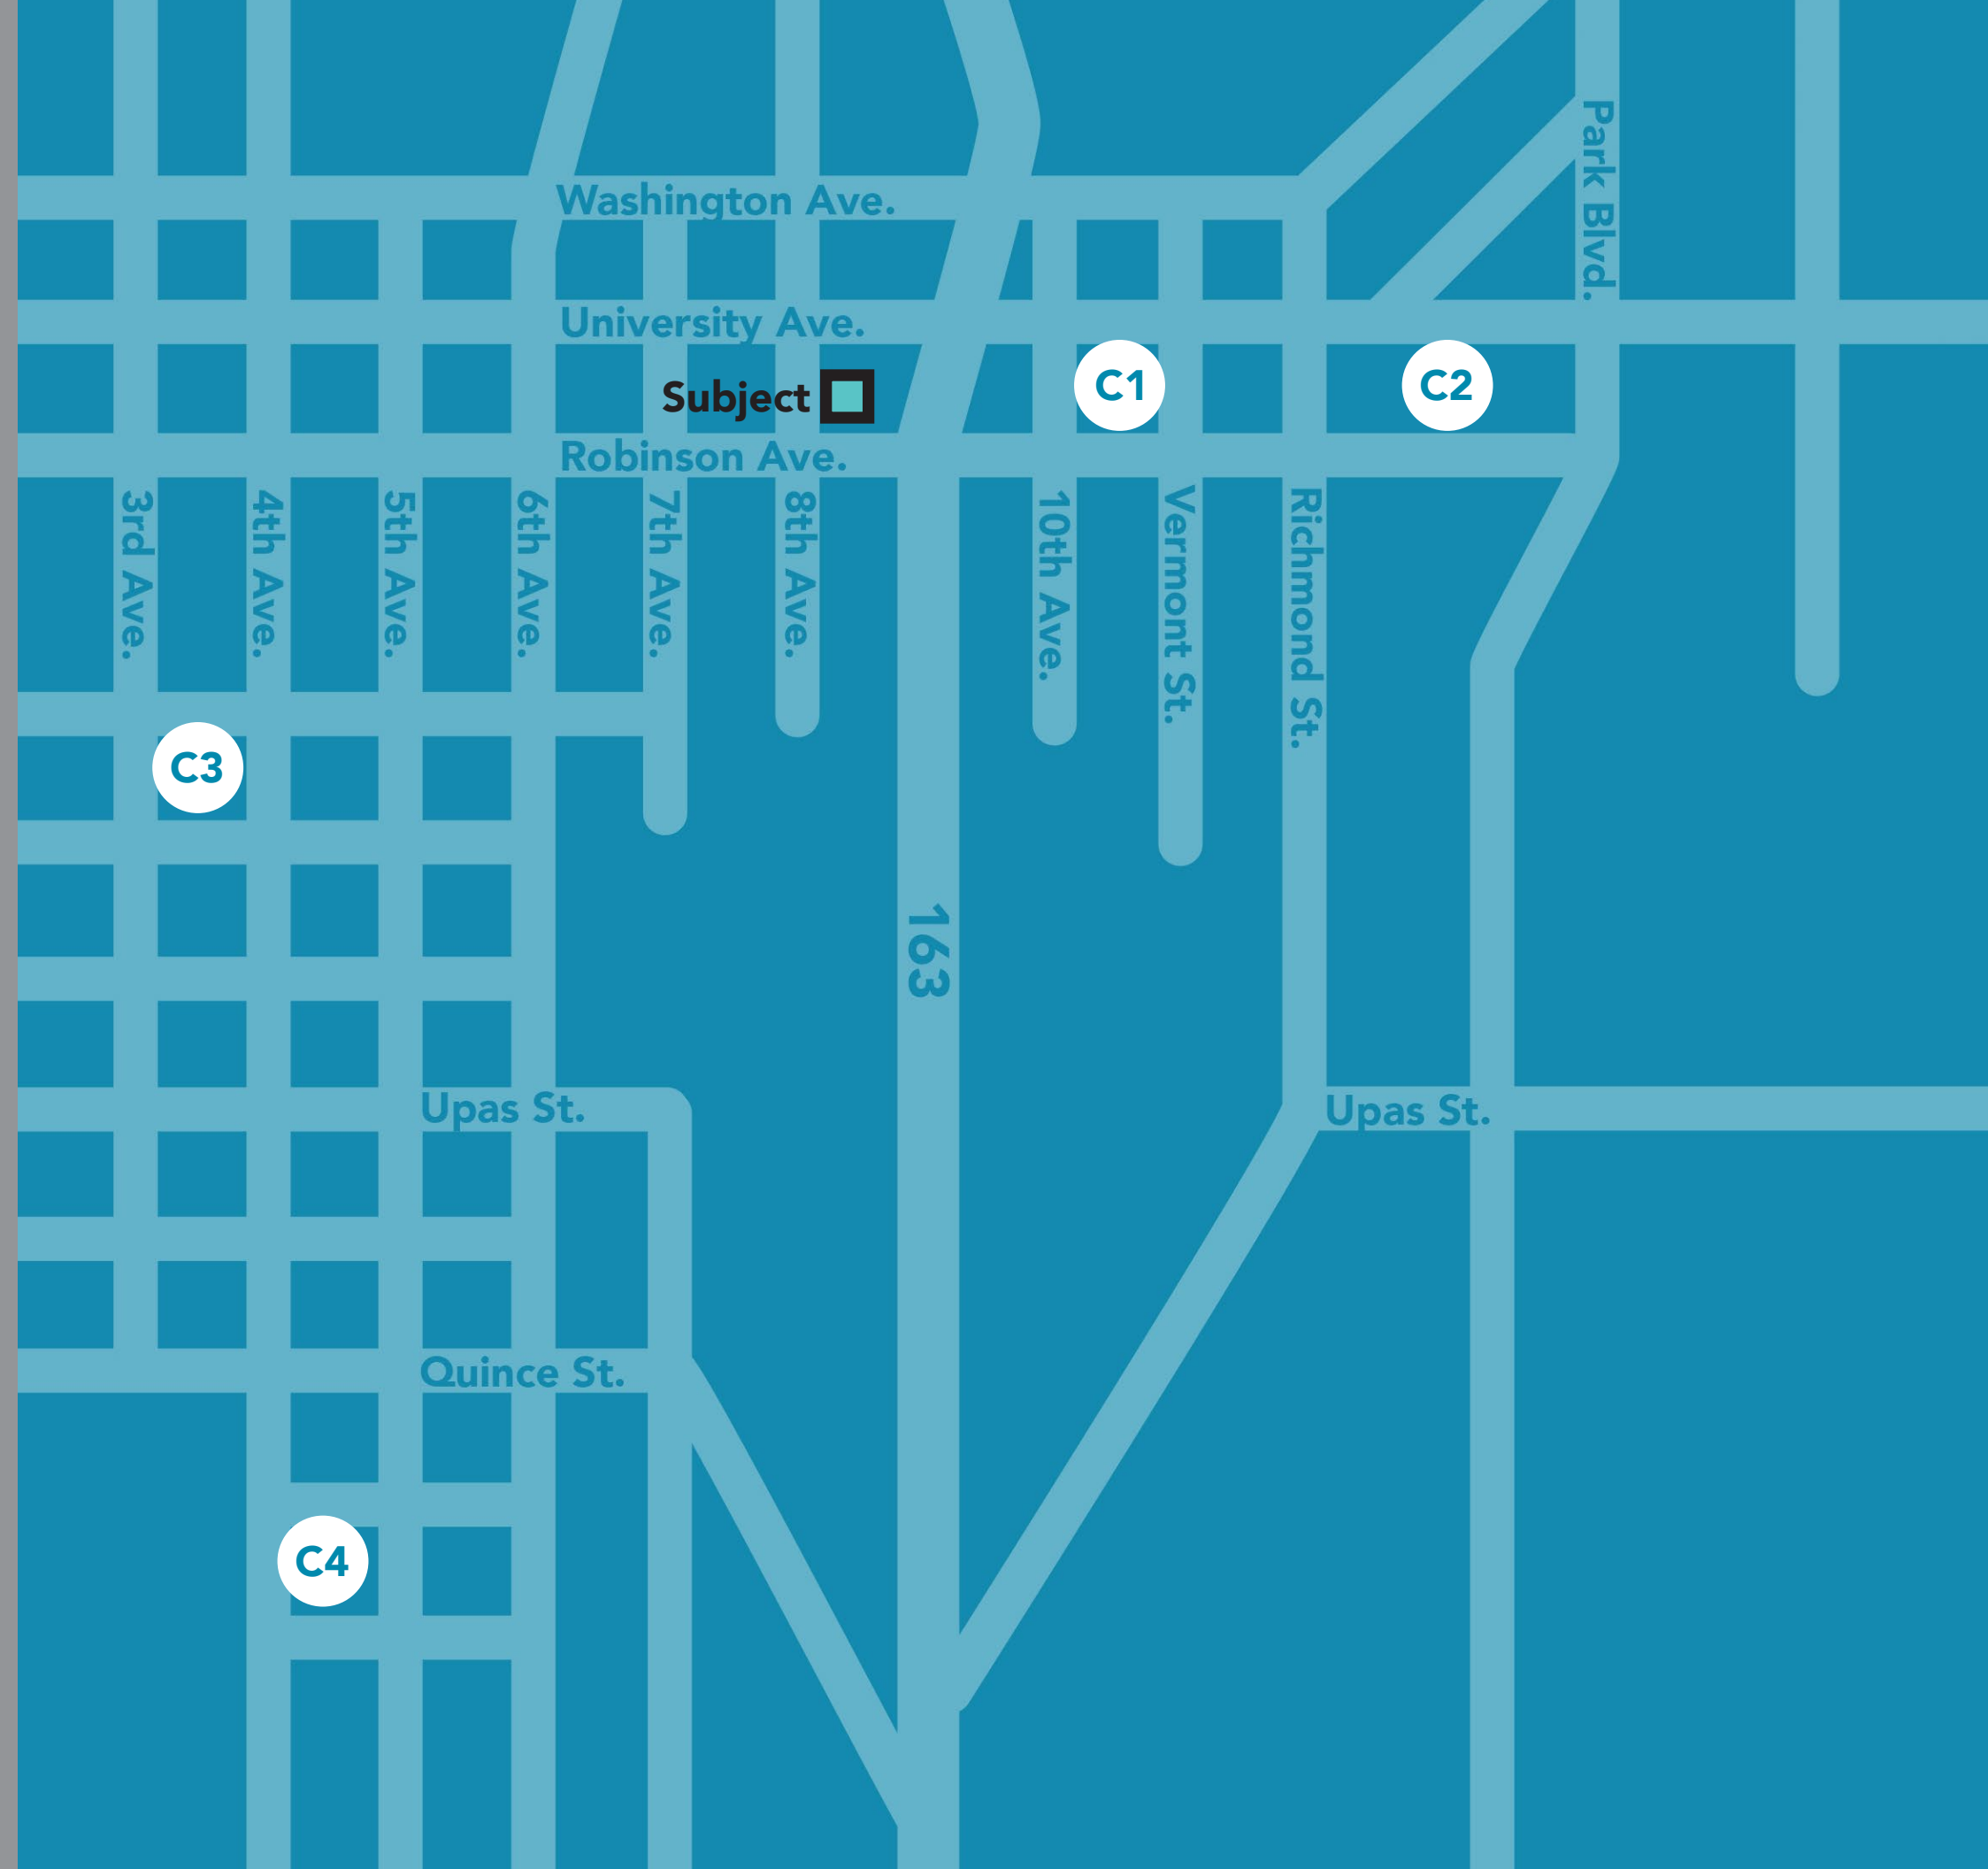 Park Blvd.
Washington Ave.
University Ave.
Subject
C1
C2
Robinson Ave.
3rd Ave.
4th Ave.
5th Ave.
6th Ave.
7th Ave.
8th Ave.
10th Ave.
Vermont St.
Richmond St.
C3
163
Upas St.
Upas St.
Quince St.
C4